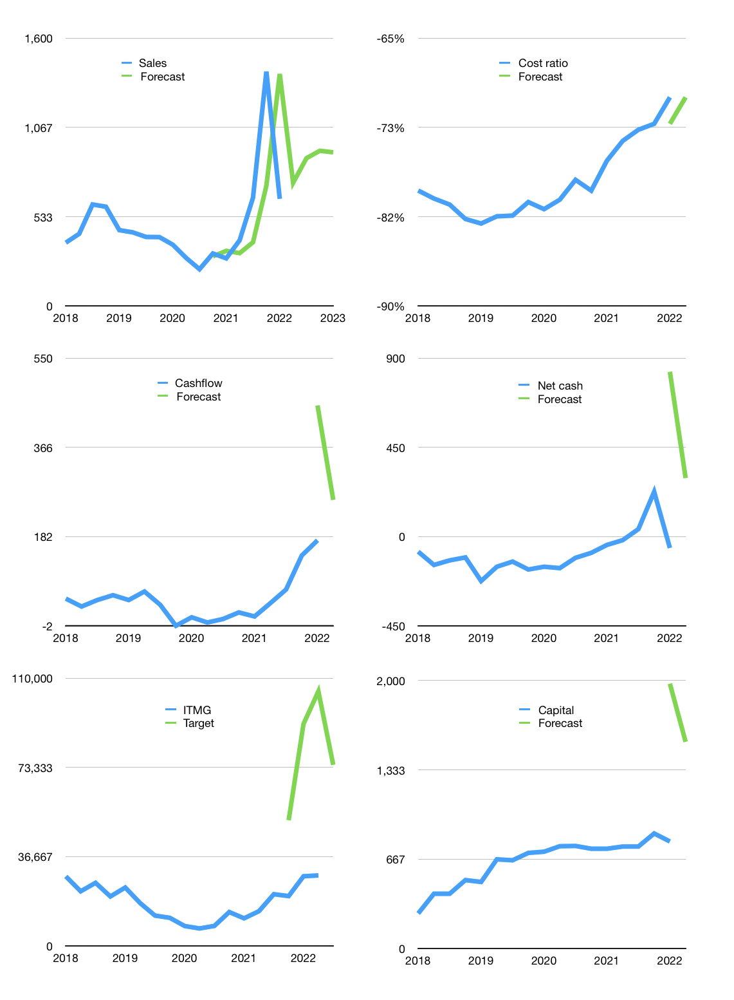 1,600
Sales
Forecast
1,067
533
0
2018 2019 2020 2021 2022 2023
-65%
Cost ratio
Forecast
-73%
-82%
-90%
2018 2019 2020 2021 2022
550
Cashflow
Forecast
366
182
-2
2018 2019 2020 2021 2022
900
Net cash
Forecast
450
0
-450
2018 2019 2020 2021 2022
110,000
ITMG
Target
73,333
36,667
0
2018 2019 2020 2021 2022
2,000
Capital
Forecast
1,333
667
0
2018 2019 2020 2021 2022